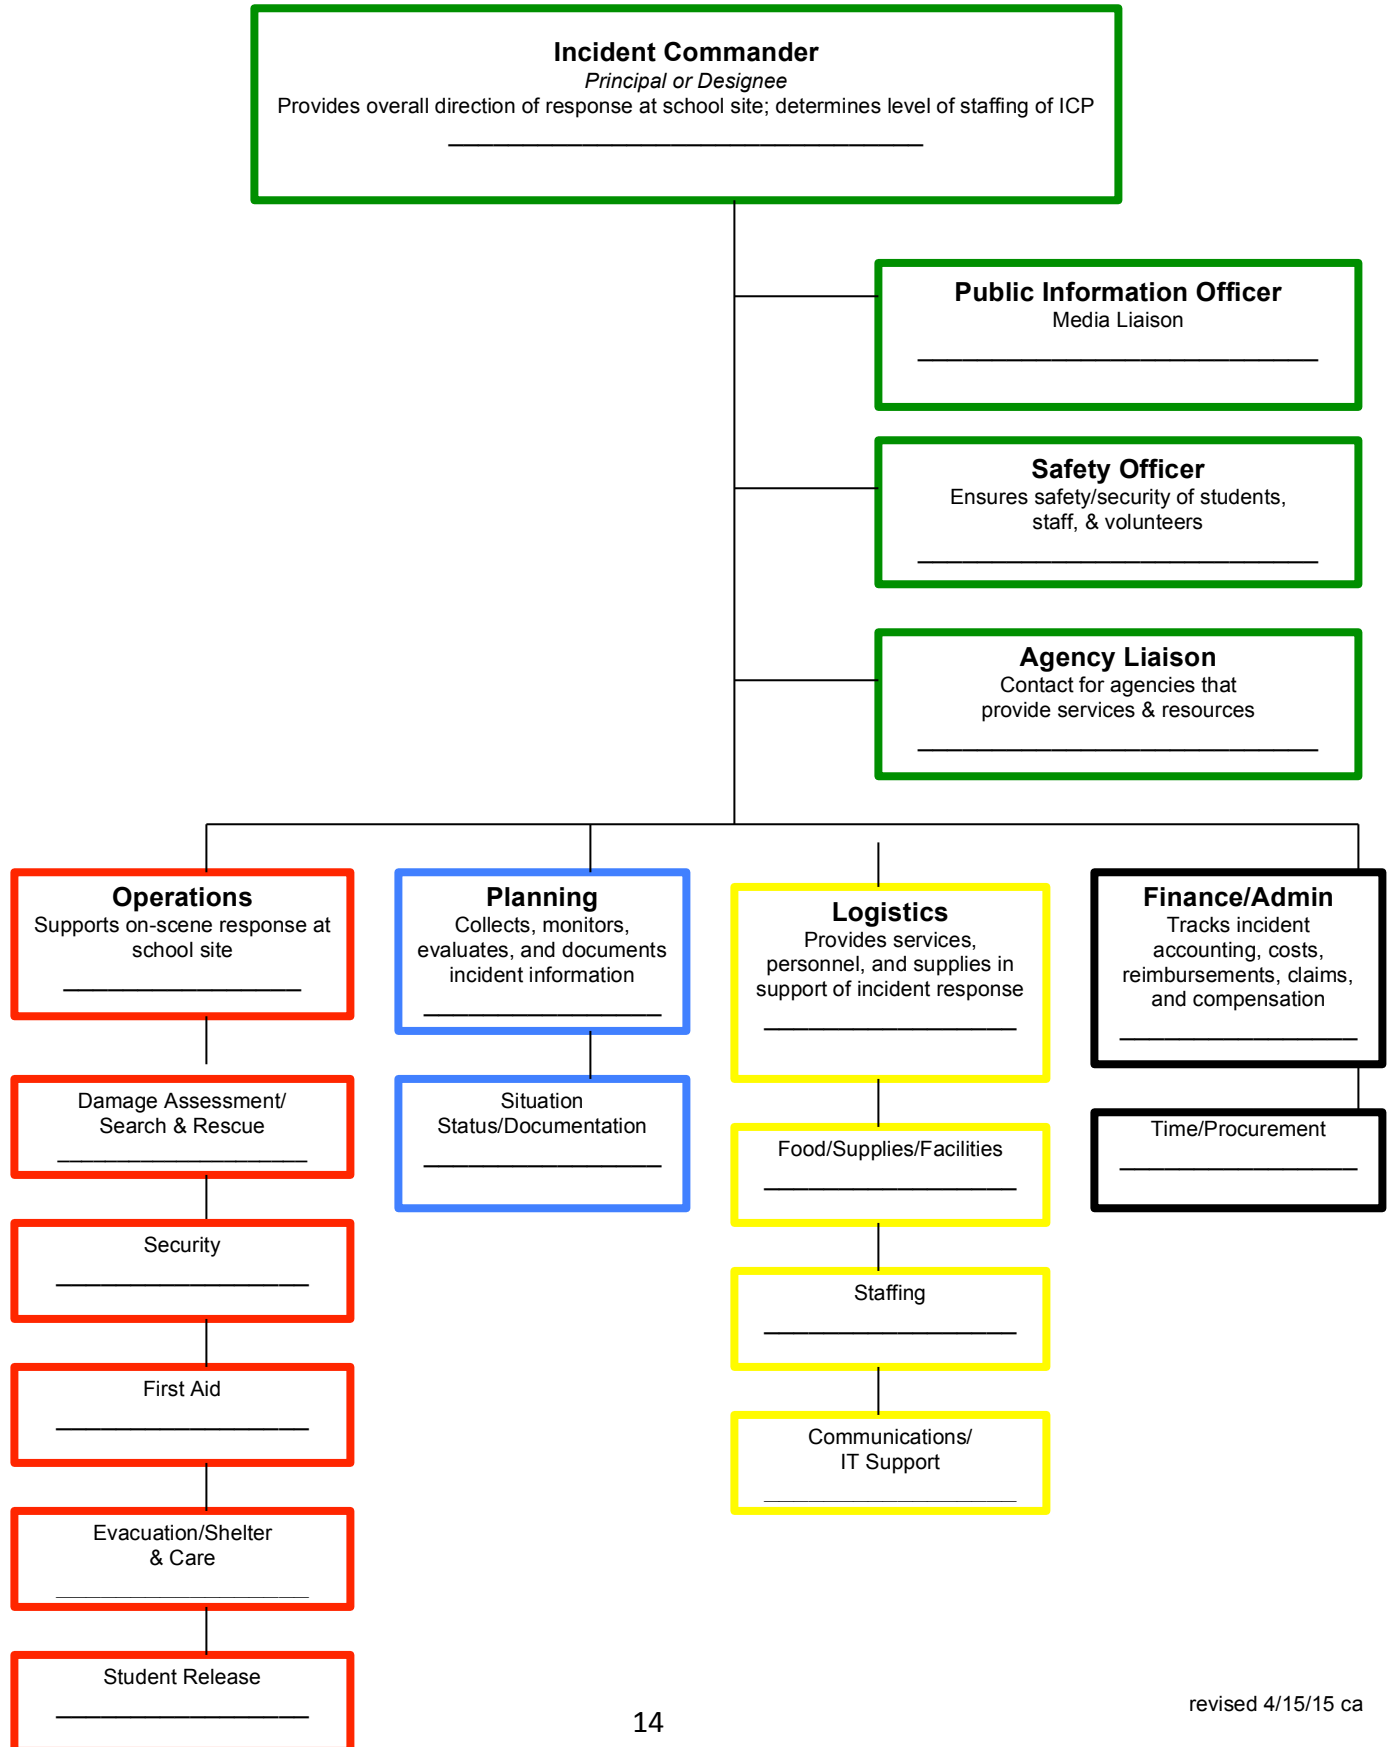 Incident Commander
Principal or Designee
Provides overall direction of response at school site; determines level of staffing of ICP
Public Information Officer
Media Liaison
Safety Officer
Ensures safety/security of students,
staff, & volunteers
Agency Liaison
Contact for agencies that
provide services & resources
Operations
Supports on-scene response at
school site
Damage Assessment/
Search & Rescue
Security
First Aid
Evacuation/Shelter
& Care
Student Release
Planning
Collects, monitors,
evaluates, and documents
incident information
Situation
Status/Documentation
Logistics
Provides services,
personnel, and supplies in
support of incident response
Food/Supplies/Facilities
Staffing
Communications/
IT Support
Finance/Admin
Tracks incident
accounting, costs,
reimbursements, claims,
and compensation
Time/Procurement
14
revised 4/15/15 ca